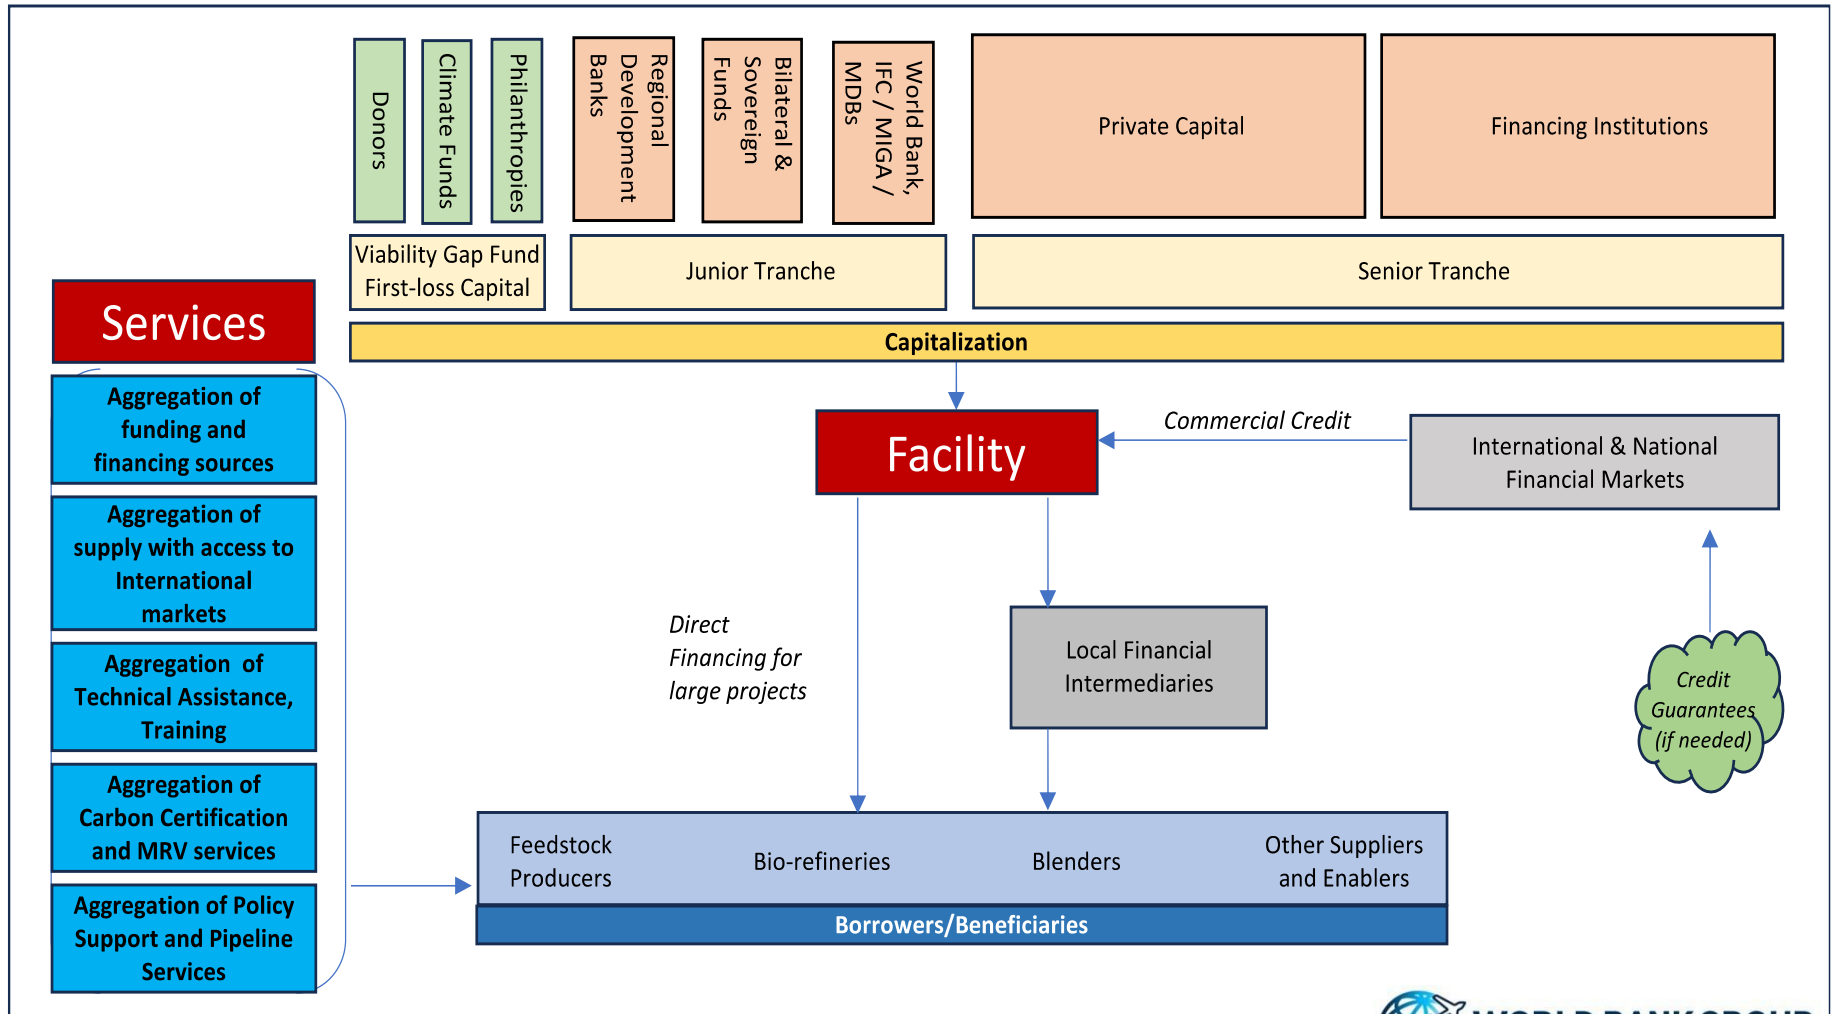 Donors
Climate Funds
Philanthropies
Regional
Development
Banks
Bilateral &
Sovereign
Funds
World Bank,
IFC / MIGA /
MDBs
Private Capital
Financing Institutions
Viability Gap Fund
First-loss Capital
Junior Tranche
Senior Tranche
Capitalization
Services
Aggregation of
funding and
financing sources
Aggregation of
supply with access to
International
markets
Aggregation of
Technical Assistance,
Training
Aggregation of
Carbon Certification
and MRV services
Aggregation of Policy
Support and Pipeline
Services
Facility
Commercial Credit
International & National
Financial Markets
Direct
Financing for
large projects
Local Financial
Intermediaries
Credit
Guarantees
(if needed)
Feedstock
Producers
Bio-refineries
Blenders
Other Suppliers
and Enablers
Borrowers/Beneficiaries
WORLD BANK GROUP